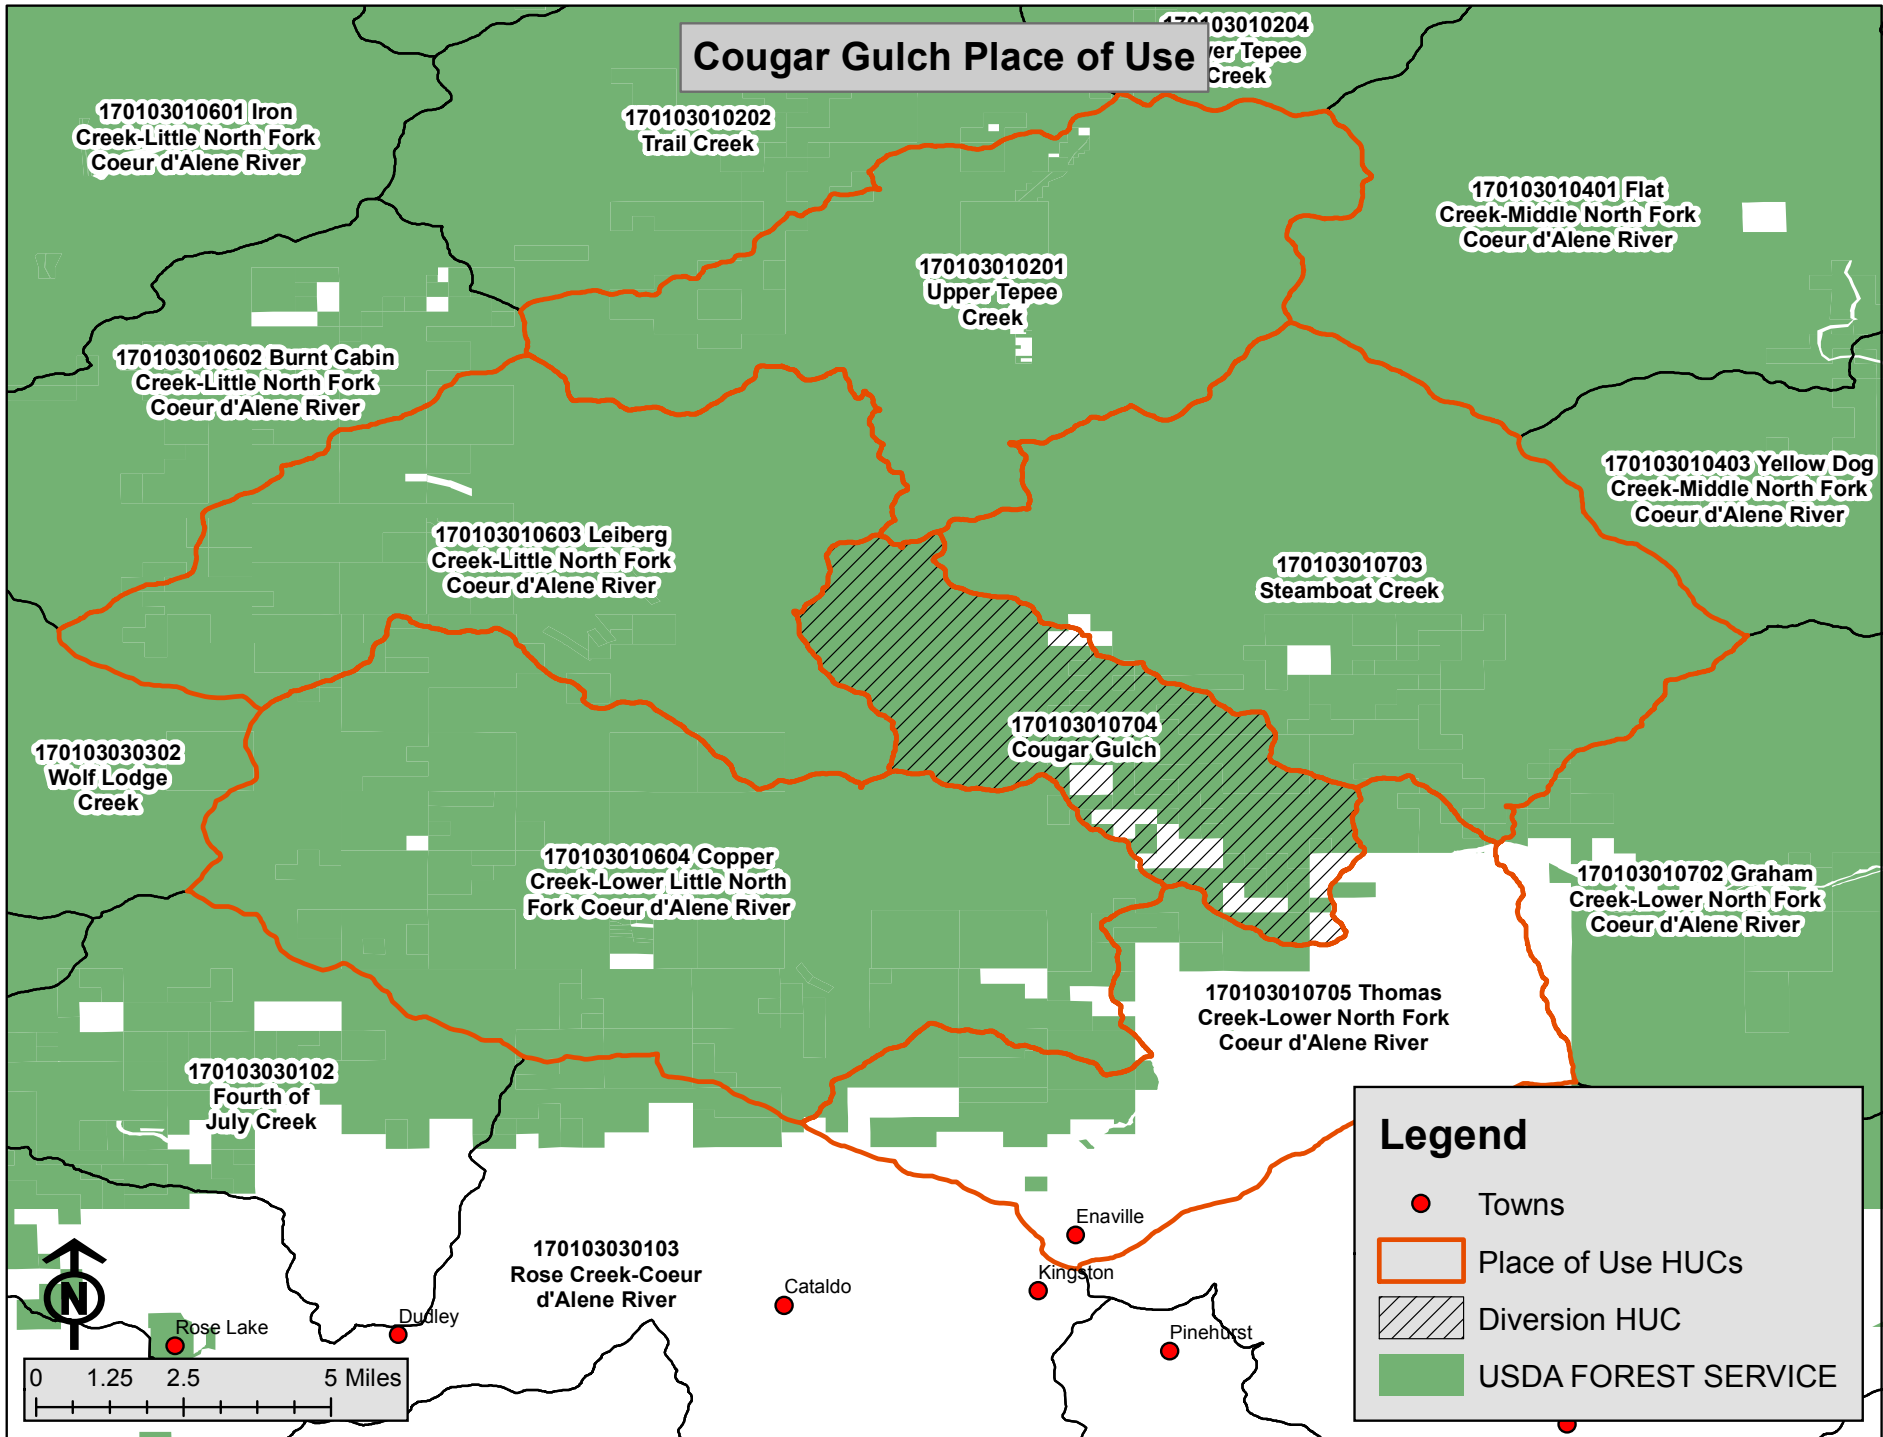 Cougar Gulch Place of Use
170103010204
Tepee
Creek
170103010601 Iron
Creek-Little North Fork
Coeur d'Alene River
170103010202
Trail Creek
170103010401 Flat
Creek-Middle North Fork
Coeur d'Alene River
170103010201
Upper Tepee
Creek
170103010602 Burnt Cabin
Creek-Little North Fork
Coeur d'Alene River
170103010403 Yellow Dog
Creek-Middle North Fork
Coeur d'Alene River
170103010603 Leiberg
Creek-Little North Fork
Coeur d'Alene River
170103010703
Steamboat Creek
170103010704
Cougar Gulch
170103030302
Wolf Lodge
Creek
170103010604 Copper
Creek-Lower Little North
Fork Coeur d'Alene River
170103010702 Graham
Creek-Lower North Fork
Coeur d'Alene River
170103010705 Thomas
Creek-Lower North Fork
Coeur d'Alene River
170103030102
Fourth of
July Creek
170103030103
Rose Creek-Coeur
d'Alene River
Enaville
Kingston
Cataldo
Pinehurst
Dudley
Rose Lake
N
0 1.25 2.5 5 Miles
Legend
Towns
Place of Use HUCs
Diversion HUC
USDA FOREST SERVICE